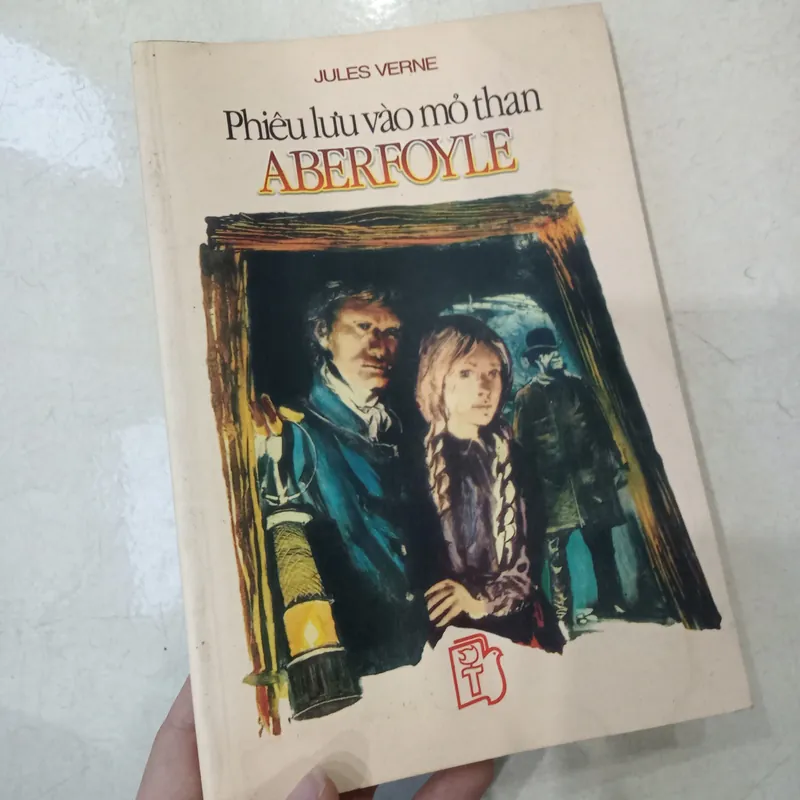 JULES VERNE
Phiêu lưu vào mỏ than
ABERFOYLE
T